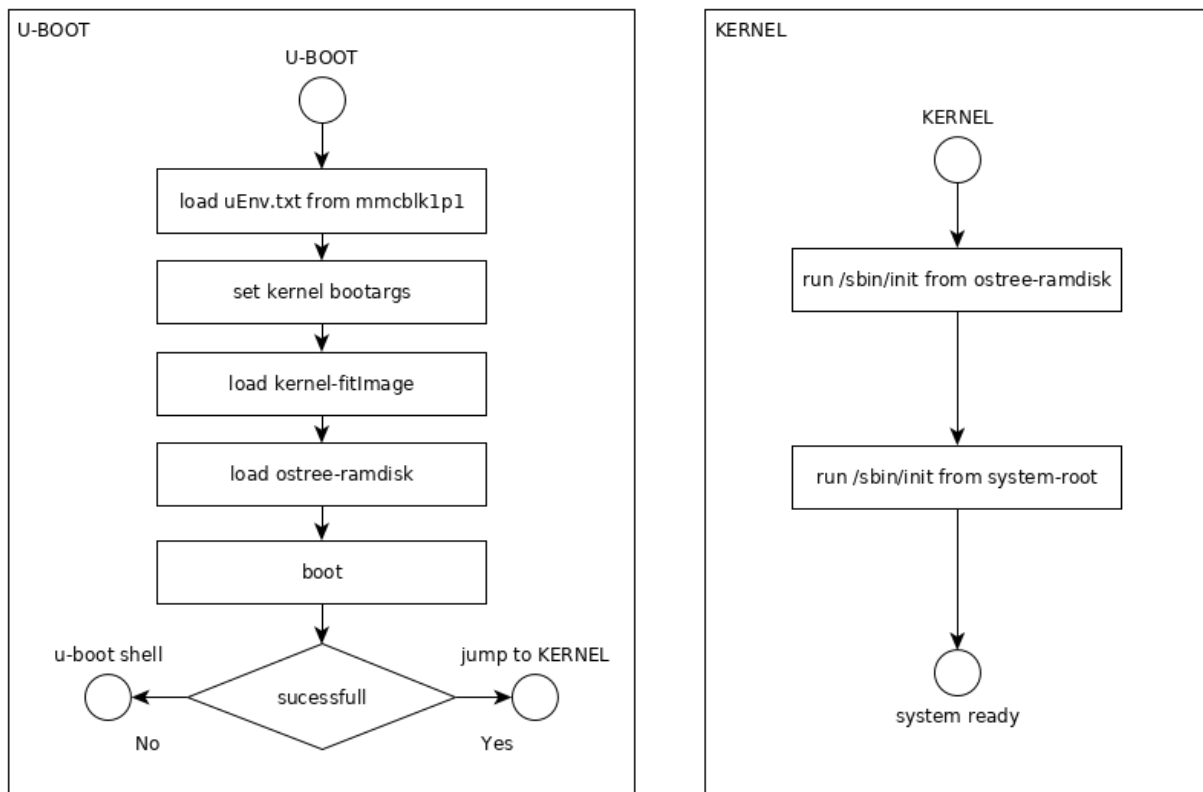 U-BOOT
U-BOOT
load uEnv.txt from mmcblk1p1
set kernel bootargs
load kernel-fitImage
load ostree-ramdisk
boot
sucessfull
u-boot shell
No
jump to KERNEL
Yes
KERNEL
KERNEL
run /sbin/init from ostree-ramdisk
run /sbin/init from system-root
system ready